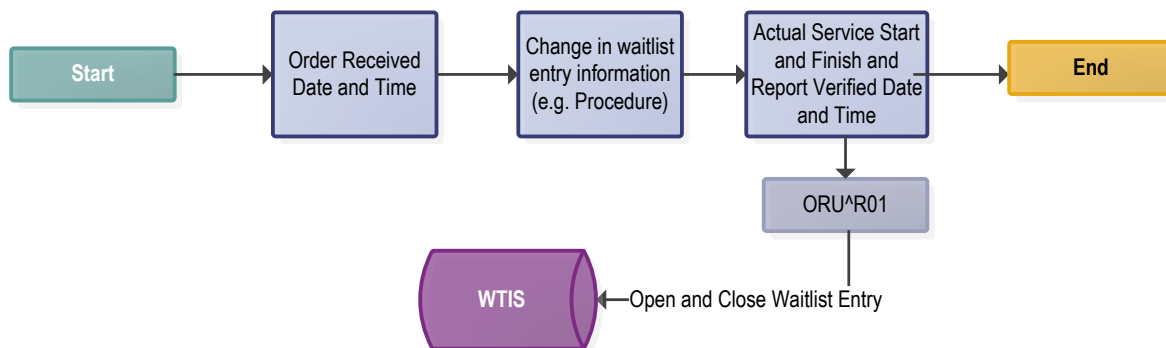 Start
Order Received
Date and Time
Change in waitlist
entry information
(e.g. Procedure)
Actual Service Start
and Finish and
Report Verified Date
and Time
End
ORU^R01
WTIS
Open and Close Waitlist Entry